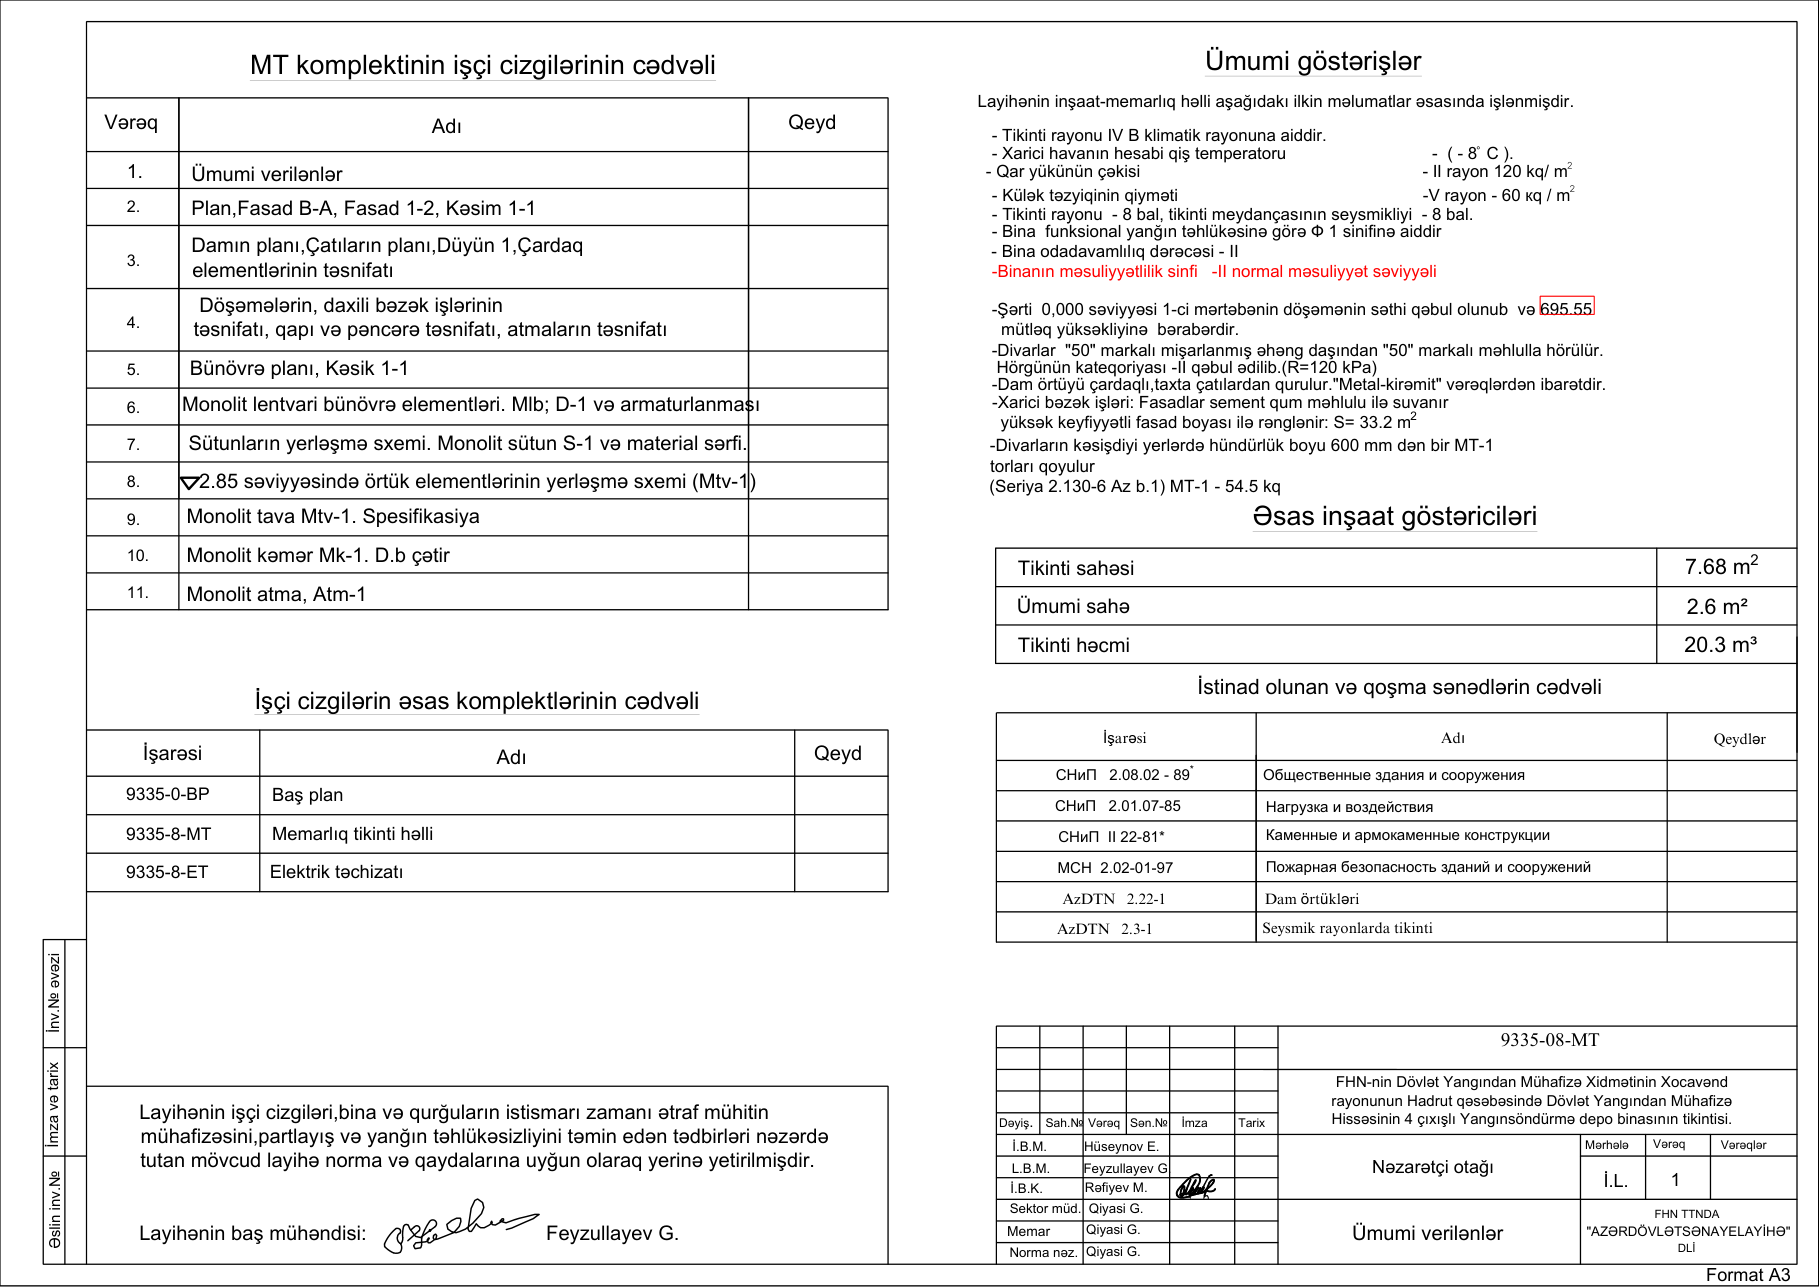 MT komplektinin işçi cizgilərinin cədvəli
Vərəq Adı Qeyd
1. Ümumi verilənlər
2. Plan,Fasad B-A, Fasad 1-2, Kəsim 1-1
3. Damın planı,Çatıların planı,Düyün 1,Çardaq
elementlərinin təsnifatı
4. Döşəmələrin, daxili bəzək işlərinin
təsnifatı, qapı və pəncərə təsnifatı, atmaların təsnifatı
5. Bünövrə planı, Kəsik 1-1
6. Monolit lentvari bünövrə elementləri. Mlb; D-1 və armaturlanması
7. Sütunların yerləşmə sxemi. Monolit sütun S-1 və material sərfi.
8. 2.85 səviyyəsində örtük elementlərinin yerləşmə sxemi (Mtv-1)
9. Monolit tava Mtv-1. Spesifikasiya
10. Monolit kəmər Mk-1. D.b çətir
11. Monolit atma, Atm-1
İşçi cizgilərin əsas komplektlərinin cədvəli
İşarəsi Adı Qeyd
9335-0-BP Baş plan
9335-8-MT Memarlıq tikinti həlli
9335-8-ET Elektrik təchizatı
Layihənin işçi cizgiləri,bina və qurğuların istismarı zamanı ətraf mühitin
mühafizəsini,partlayış və yanğın təhlükəsizliyini təmin edən tədbirləri nəzərdə
tutan mövcud layihə norma və qaydalarına uyğun olaraq yerinə yetirilmişdir.
Layihənin baş mühəndisi: Feyzullayev G.
İnv.№ əvəzi
İmza və tarix
Əslin inv.№
Ümumi göstərişlər
Layihənin inşaat-memarlıq həlli aşağıdakı ilkin məlumatlar əsasında işlənmişdir.
- Tikinti rayonu IV B klimatik rayonuna aiddir.
- Xarici havanın hesabi qiş temperatoru - ( - 8° C ).
- Qar yükünün çəkisi - II rayon 120 kq/ m²
- Külək təzyiqinin qiyməti -V rayon - 60 кq / m²
- Tikinti rayonu - 8 bal, tikinti meydançasının seysmikliyi - 8 bal.
- Bina funksional yanğın təhlükəsinə görə Ф 1 sinifinə aiddir
- Bina odadavamlılıq dərəcəsi - II
-Binanın məsuliyyətlilik sinfi -II normal məsuliyyət səviyyəli
-Şərti 0,000 səviyyəsi 1-ci mərtəbənin döşəmənin səthi qəbul olunub və 695.55
mütləq yüksəkliyinə bərabərdir.
-Divarlar "50" markalı mişarlanmış əhəng daşından "50" markalı məhlulla hörülür.
Hörgünün kateqoriyası -II qəbul ədilib.(R=120 kPa)
-Dam örtüyü çardaqlı,taxta çatılardan qurulur."Metal-kirəmit" vərəqlərdən ibarətdir.
-Xarici bəzək işləri: Fasadlar sement qum məhlulu ilə suvanır
yüksək keyfiyyətli fasad boyası ilə rənglənir: S= 33.2 m²
-Divarların kəsişdiyi yerlərdə hündürlük boyu 600 mm dən bir MT-1
torları qoyulur
(Seriya 2.130-6 Az b.1) MT-1 - 54.5 kq
Əsas inşaat göstəriciləri
Tikinti sahəsi 7.68 m²
Ümumi sahə 2.6 m²
Tikinti həcmi 20.3 m³
İstinad olunan və qoşma sənədlərin cədvəli
İşarəsi Adı Qeydlər
СНиП 2.08.02 - 89* Общественные здания и сооружения
СНиП 2.01.07-85 Нагрузка и воздействия
СНиП II 22-81* Каменные и армокаменные конструкции
МСН 2.02-01-97 Пожарная безопасность зданий и сооружений
AzDTN 2.22-1 Dam örtükləri
AzDTN 2.3-1 Seysmik rayonlarda tikinti
9335-08-MT
FHN-nin Dövlət Yangından Mühafizə Xidmətinin Xocavənd
rayonunun Hadrut qəsəbəsində Dövlət Yangından Mühafizə
Hissəsinin 4 çıxışlı Yangınsöndürmə depo binasının tikintisi.
Dəyiş. Sah.№ Vərəq Sən.№ İmza Tarix
İ.B.M. Hüseynov E.
L.B.M. Feyzullayev G
İ.B.K. Rəfiyev M.
Sektor müd. Qiyasi G.
Memar Qiyasi G.
Norma nəz. Qiyasi G.
Nəzarətçi otağı
Mərhələ Vərəq Vərəqlər
İ.L. 1
Ümumi verilənlər
FHN TTNDA
"AZƏRDÖVLƏTSƏNAYELAYİHƏ"
DLİ
Format A3